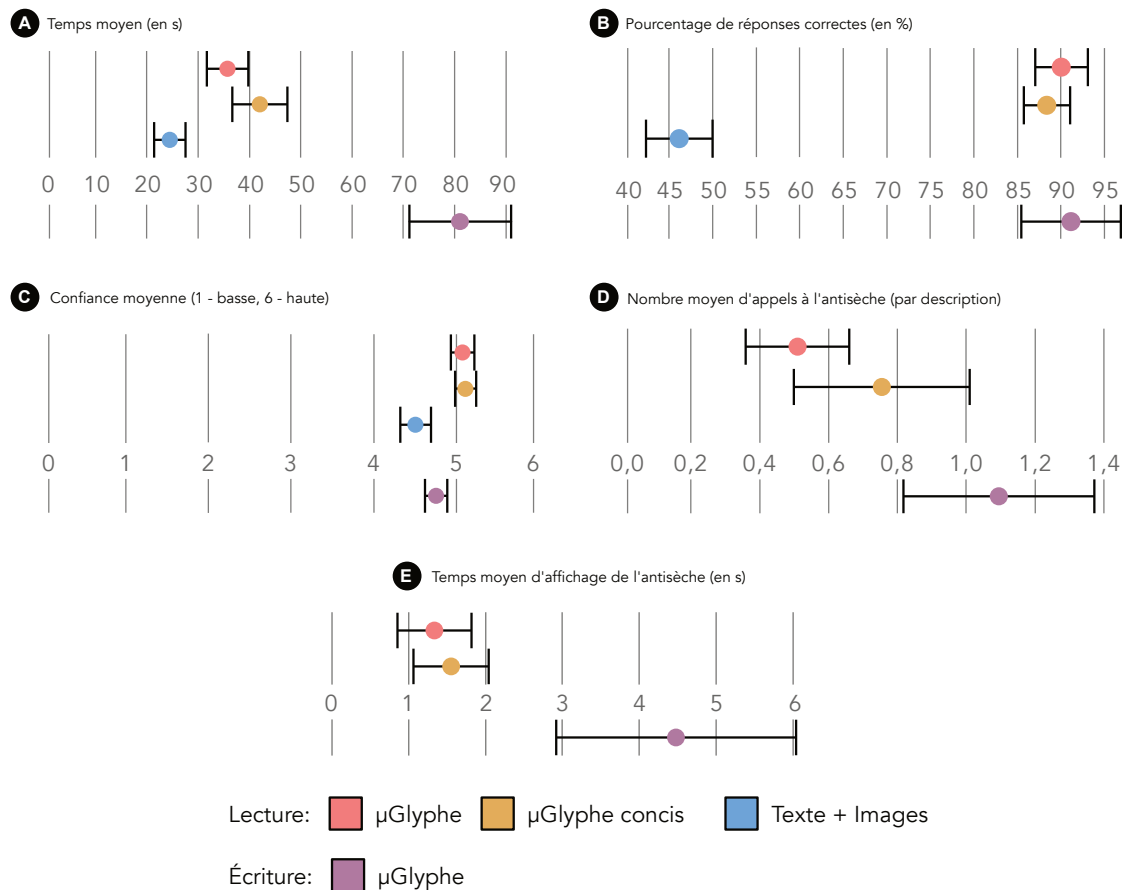 A Temps moyen (en s)
0 10 20 30 40 50 60 70 80 90
B Pourcentage de réponses correctes (en %)
40 45 50 55 60 65 70 75 80 85 90 95
C Confiance moyenne (1 - basse, 6 - haute)
0 1 2 3 4 5 6
D Nombre moyen d'appels à l'antisèche (par description)
0,0 0,2 0,4 0,6 0,8 1,0 1,2 1,4
E Temps moyen d'affichage de l'antisèche (en s)
0 1 2 3 4 5 6
Lecture: µGlyphe µGlyphe concis Texte + Images
Écriture: µGlyphe